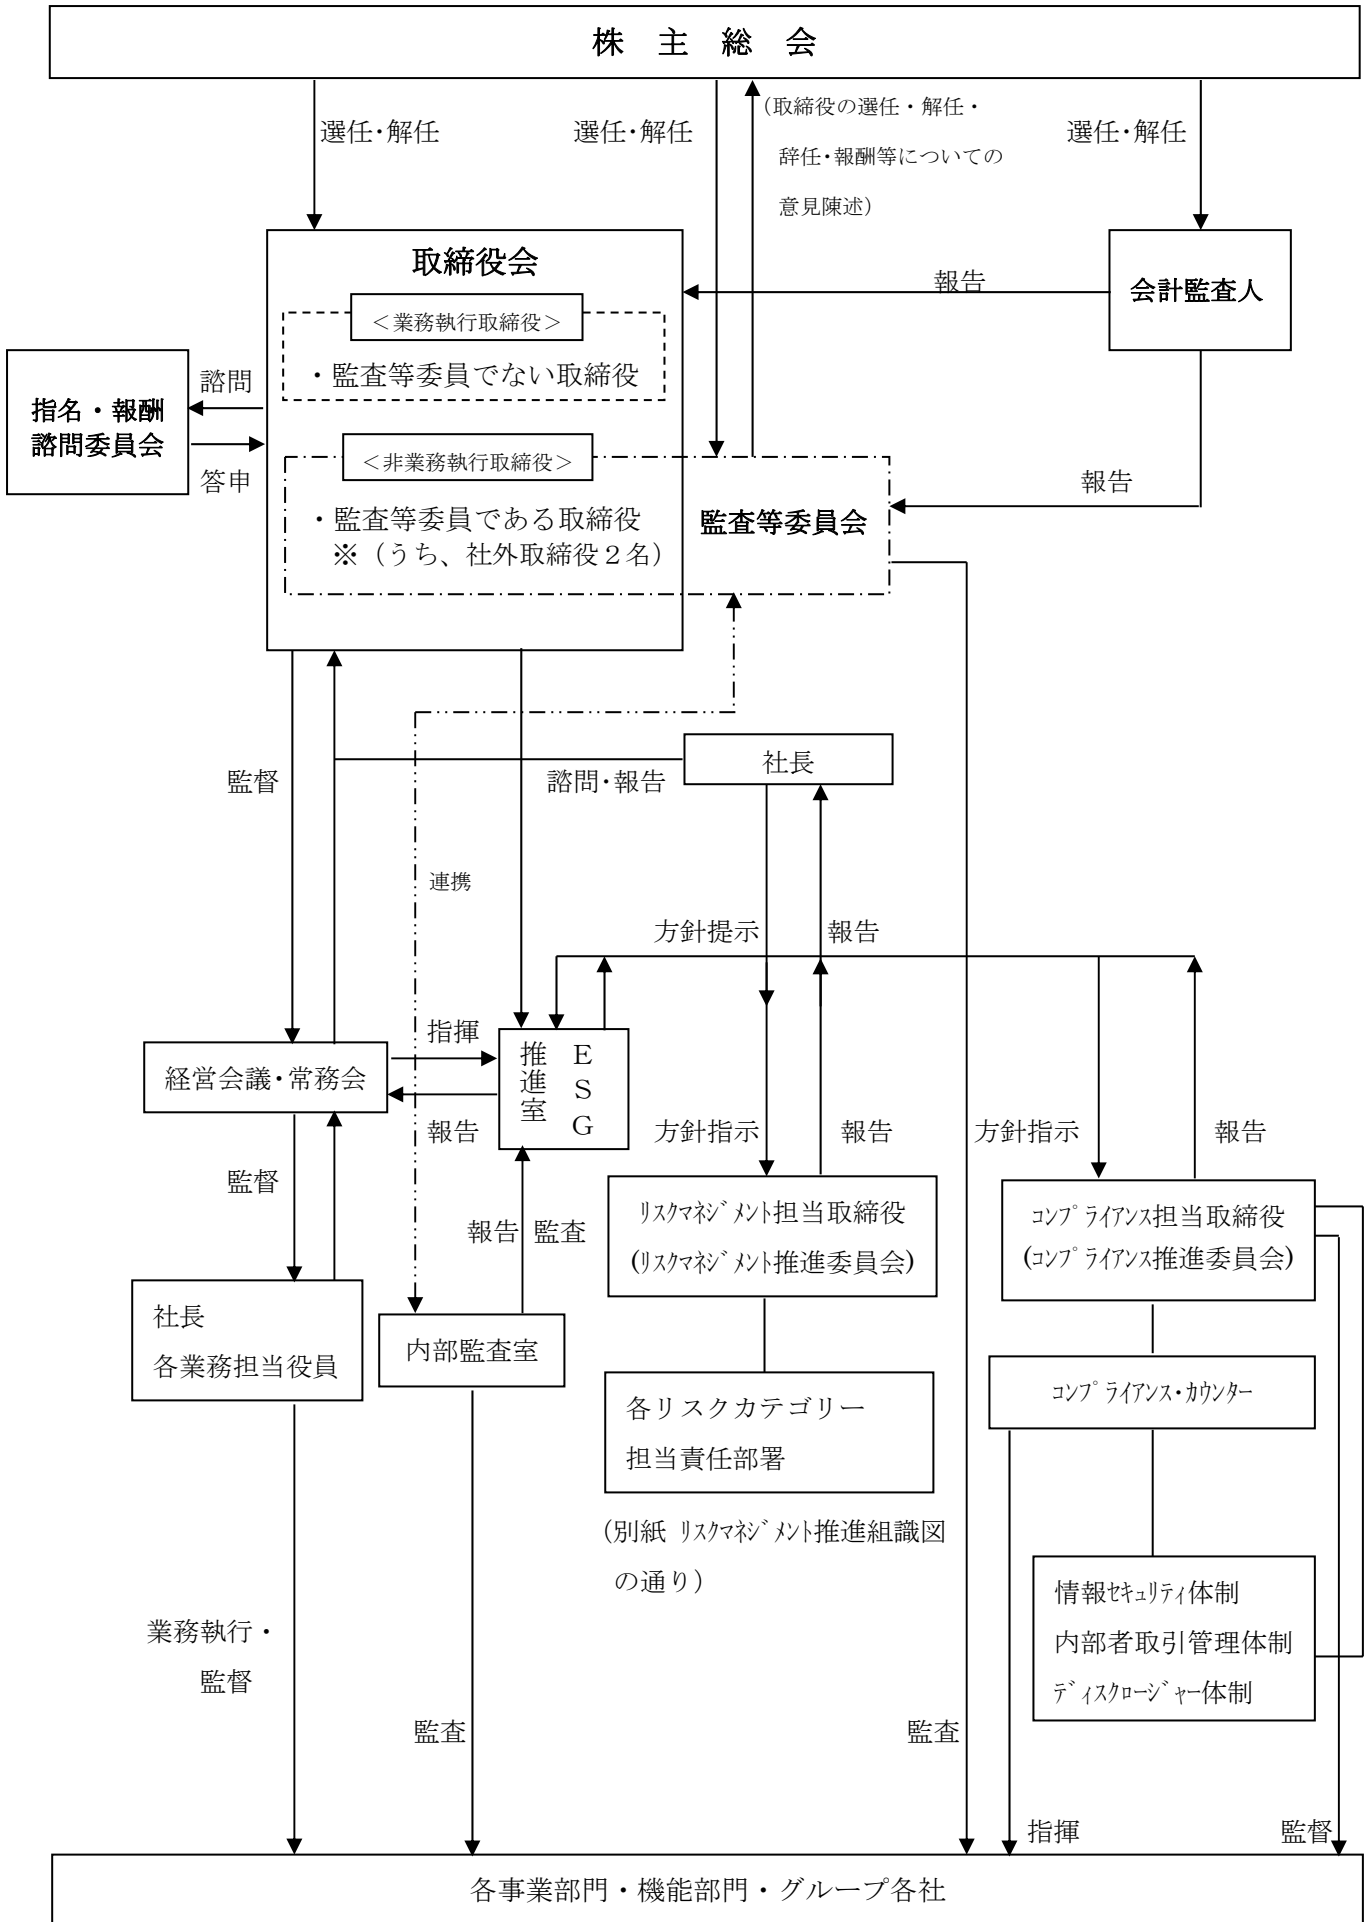 株　主　総　会
選任･解任
選任･解任
（取締役の選任・解任・
辞任･報酬等についての
意見陳述）
選任･解任
取締役会
＜業務執行取締役＞
・監査等委員でない取締役
報告
会計監査人
諮問
指名・報酬
諮問委員会
答申
＜非業務執行取締役＞
・監査等委員である取締役
※（うち、社外取締役２名）
監査等委員会
報告
社長
監督
諮問･報告
連携
方針提示
報告
指揮
経営会議･常務会
ＥＳＧ
推進室
報告
方針指示
報告
方針指示
報告
監督
報告
監査
ﾘｽｸﾏﾈｼﾞﾒﾝﾄ担当取締役
(ﾘｽｸﾏﾈｼﾞﾒﾝﾄ推進委員会)
ｺﾝﾌﾟﾗｲｱﾝｽ担当取締役
(ｺﾝﾌﾟﾗｲｱﾝｽ推進委員会)
社長
各業務担当役員
内部監査室
各リスクカテゴリー
担当責任部署
ｺﾝﾌﾟﾗｲｱﾝｽ･ｶｳﾝﾀｰ
(別紙 ﾘｽｸﾏﾈｼﾞﾒﾝﾄ推進組識図
の通り）
情報ｾｷｭﾘﾃｨ体制
内部者取引管理体制
ﾃﾞｨｽｸﾛｰｼﾞｬｰ体制
業務執行・
監督
監査
監査
指揮
監督
各事業部門・機能部門・グループ各社